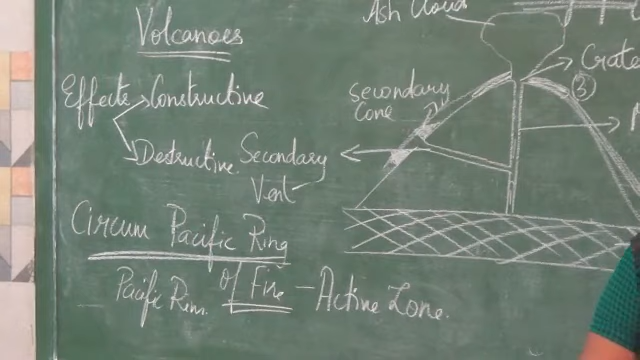 Volcanoes
Ash Cloud
Crate
Secondary
Cone
③
Effects Constructive
Destructive
Secondary
Vent
Circum Pacific Ring
of Fire - Active Zone.
Pacific Rim.